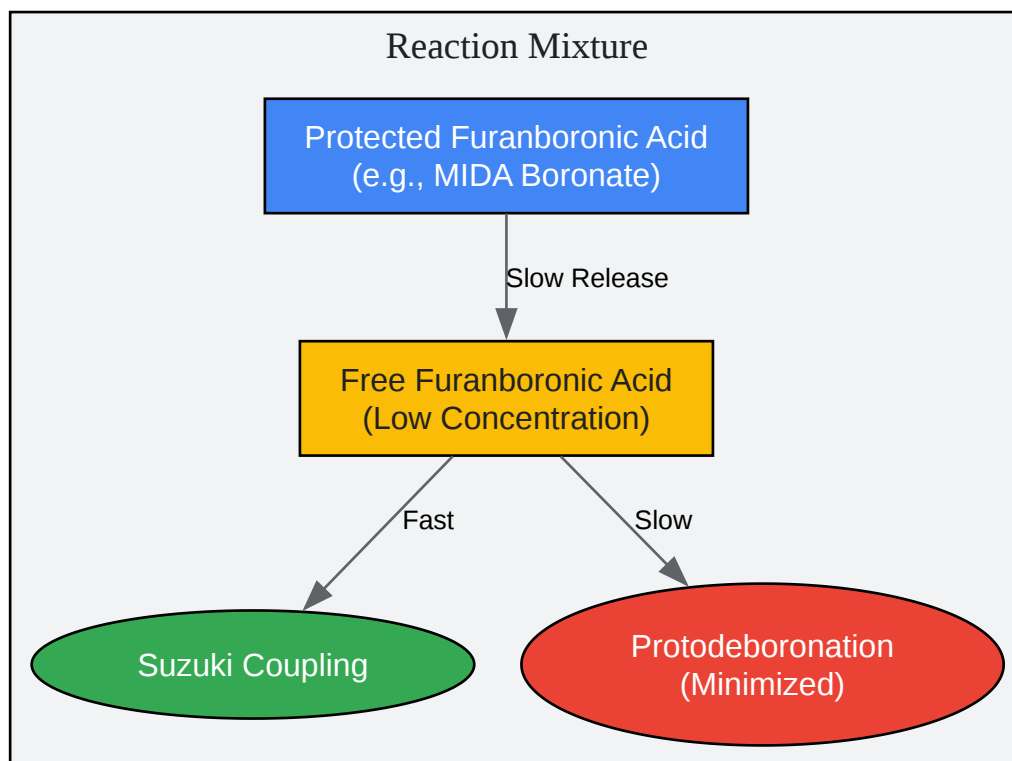 Reaction Mixture
Protected Furanboronic Acid
(e.g., MIDA Boronate)
Slow Release
Free Furanboronic Acid
(Low Concentration)
Fast
Slow
Suzuki Coupling
Protodeboronation
(Minimized)